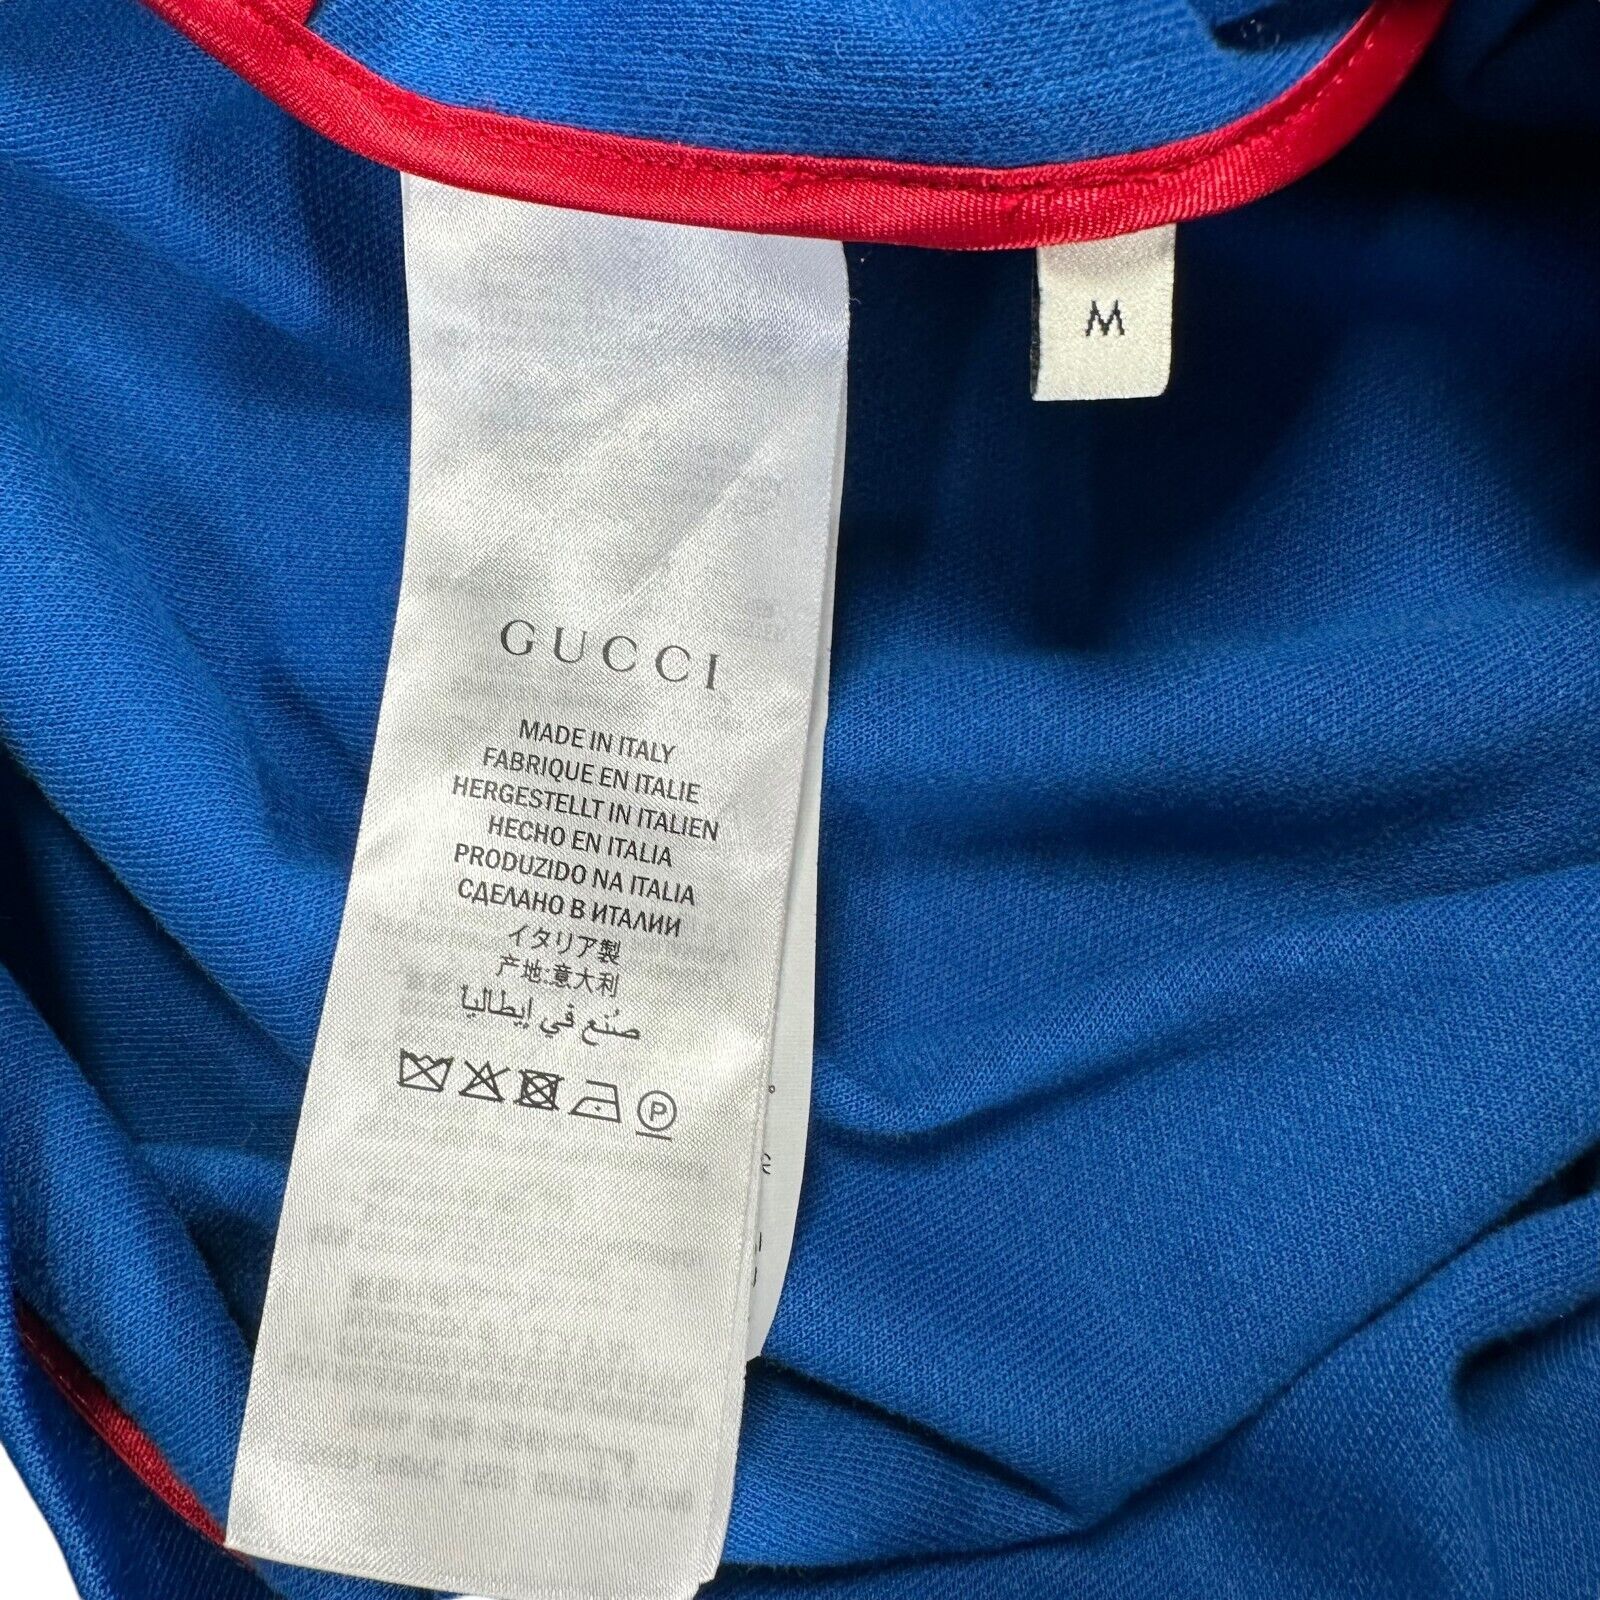 M
GUCCI
MADE IN ITALY
FABRIQUE EN ITALIE
HERGESTELLT IN ITALIEN
HECHO EN ITALIA
PRODUZIDO NA ITALIA
СДЕЛАНО В ИТАЛИИ
イタリア製
产地:意大利
صُنع في إيطاليا
P